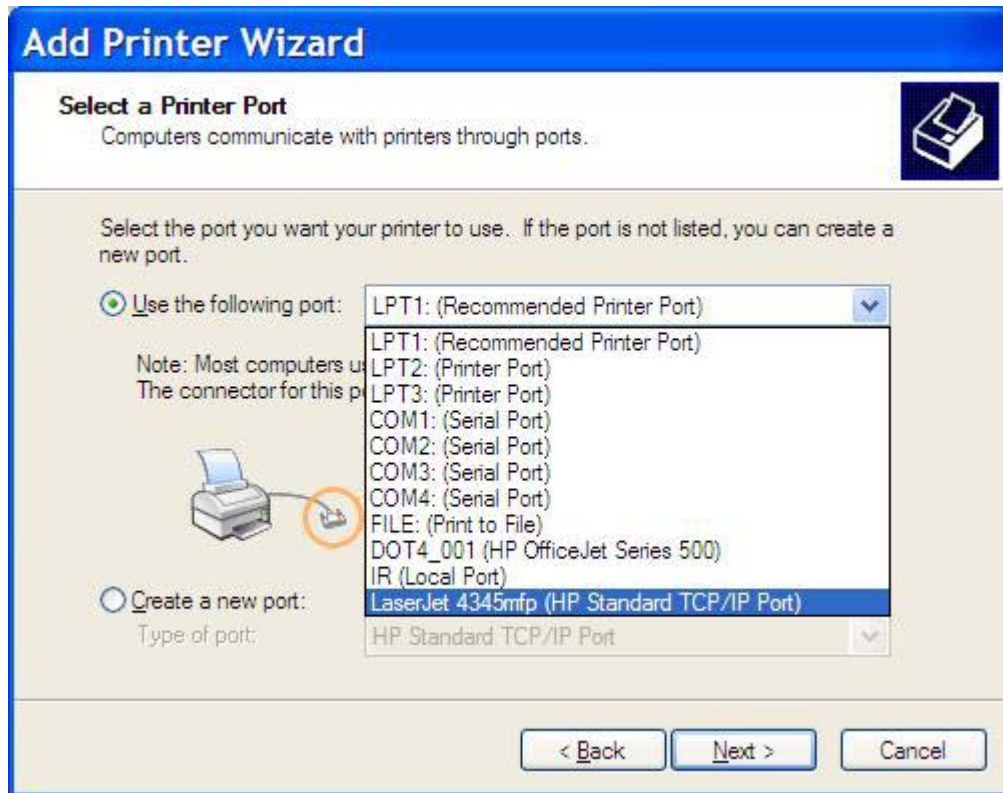 Add Printer Wizard
Select a Printer Port
Computers communicate with printers through ports.
Select the port you want your printer to use. If the port is not listed, you can create a
new port.
Use the following port:
LPT1: (Recommended Printer Port)
LPT1: (Recommended Printer Port)
LPT2: (Printer Port)
LPT3: (Printer Port)
COM1: (Serial Port)
COM2: (Serial Port)
COM3: (Serial Port)
COM4: (Serial Port)
FILE: (Print to File)
DOT4_001 (HP OfficeJet Series 500)
IR (Local Port)
LaserJet 4345mfp (HP Standard TCP/IP Port)
Note: Most computers
The connector for this
Create a new port:
Type of port:
HP Standard TCP/IP Port
< Back
Next >
Cancel